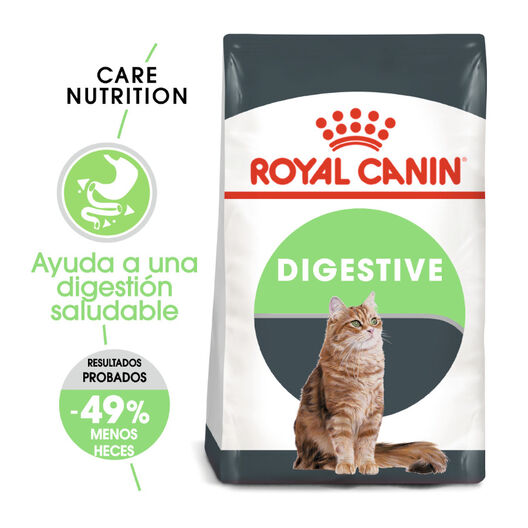 CARE
NUTRITION
Ayuda a una
digestión
saludable
RESULTADOS
PROBADOS
-49%
MENOS
HECES
ROYAL CANIN®
DIGESTIVE